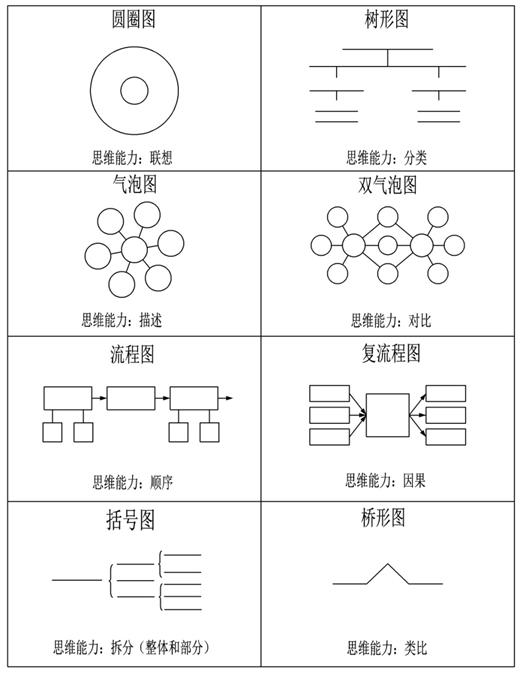 圆圈图
树形图
思维能力：联想
思维能力：分类
气泡图
双气泡图
思维能力：描述
思维能力：对比
流程图
复流程图
思维能力：顺序
思维能力：因果
括号图
桥形图
思维能力：拆分（整体和部分）
思维能力：类比